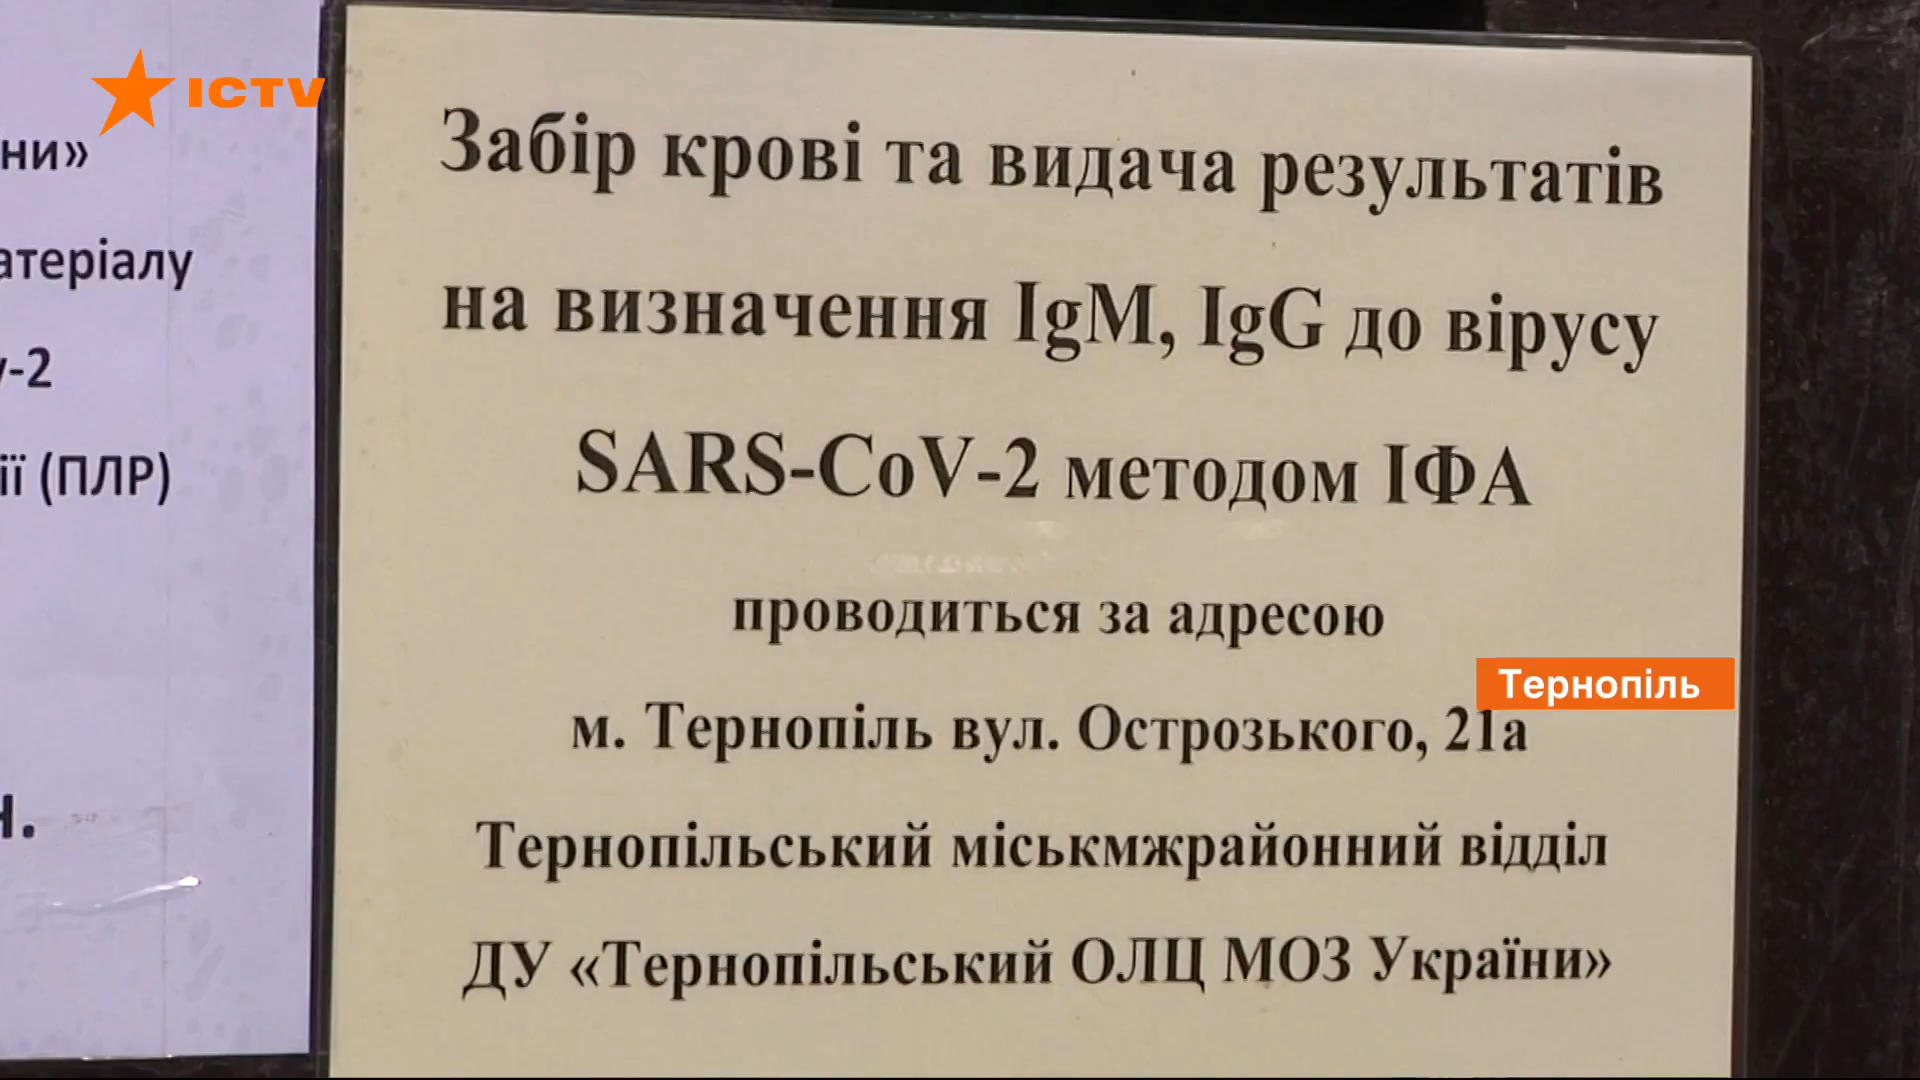 ICTV
ни»
атеріалу
у-2
ії (ПЛР)
Забір крові та видача результатів
на визначення IgM, IgG до вірусу
SARS-CoV-2 методом ІФА
проводиться за адресою
Тернопіль
м. Тернопіль вул. Острозького, 21а
Тернопільський міськмжрайонний відділ
ДУ «Тернопільський ОЛЦ МОЗ України»